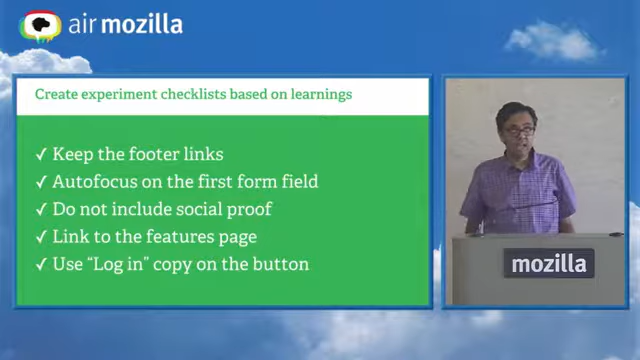 air mozilla
Create experiment checklists based on learnings
✓ Keep the footer links
✓ Autofocus on the first form field
✓ Do not include social proof
✓ Link to the features page
✓ Use “Log in” copy on the button
mozilla